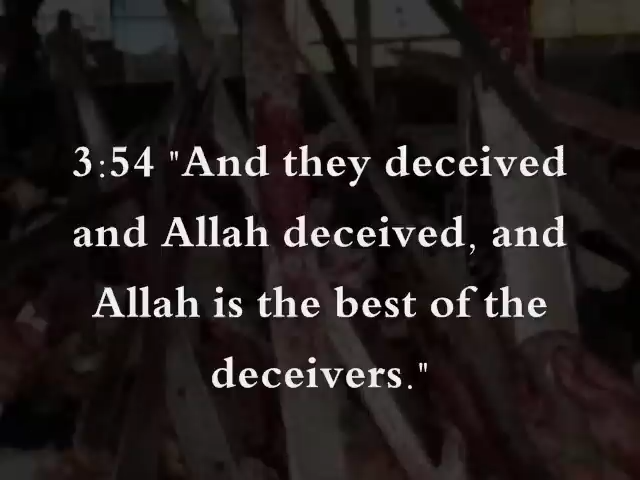 3:54 "And they deceived
and Allah deceived, and
Allah is the best of the
deceivers."